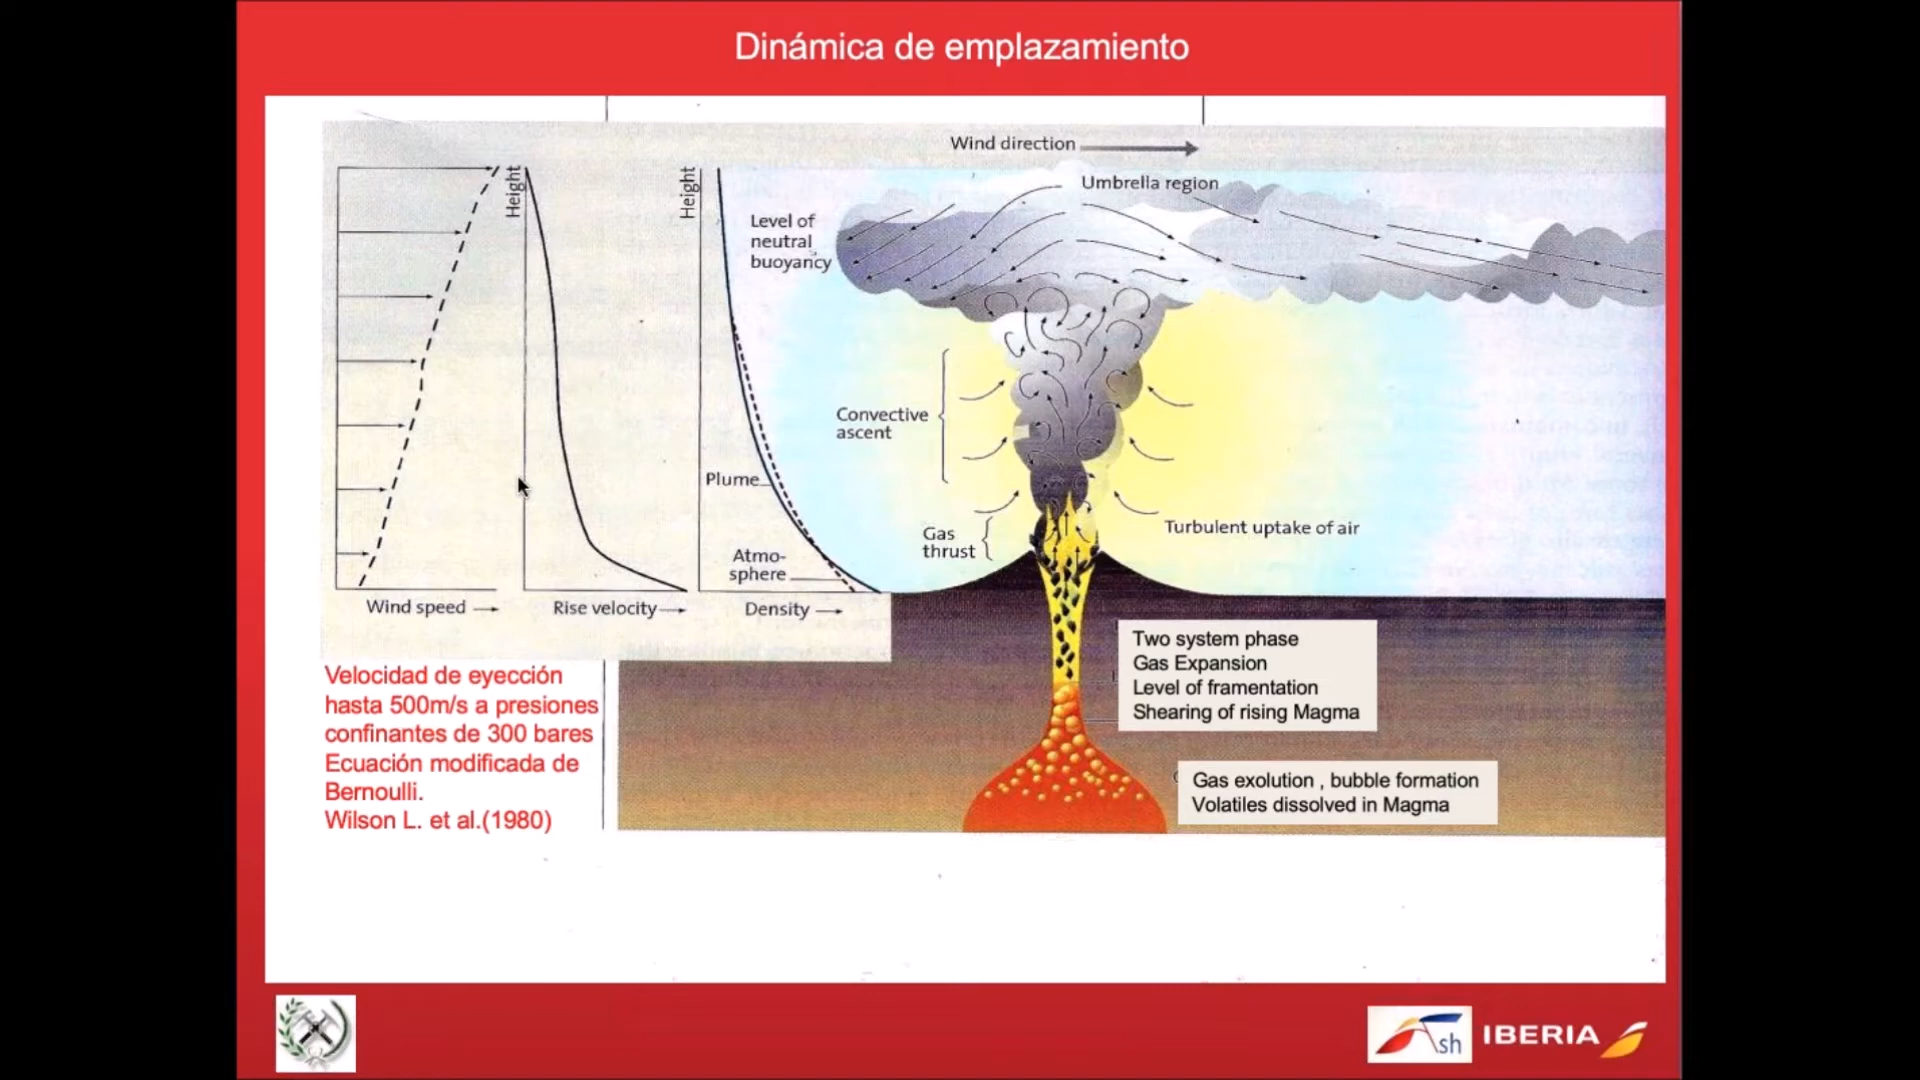 Dinámica de emplazamiento
Wind direction
Umbrella region
Height
Height
Level of
neutral
buoyancy
Convective
ascent
Plume
Gas
thrust
Turbulent uptake of air
Atmo-
sphere
Wind speed
Rise velocity
Density
Two system phase
Gas Expansion
Level of framentation
Shearing of rising Magma
Gas exolution , bubble formation
Volatiles dissolved in Magma
Velocidad de eyección
hasta 500m/s a presiones
confinantes de 300 bares
Ecuación modificada de
Bernoulli.
Wilson L. et al.(1980)
Ash
IBERIA